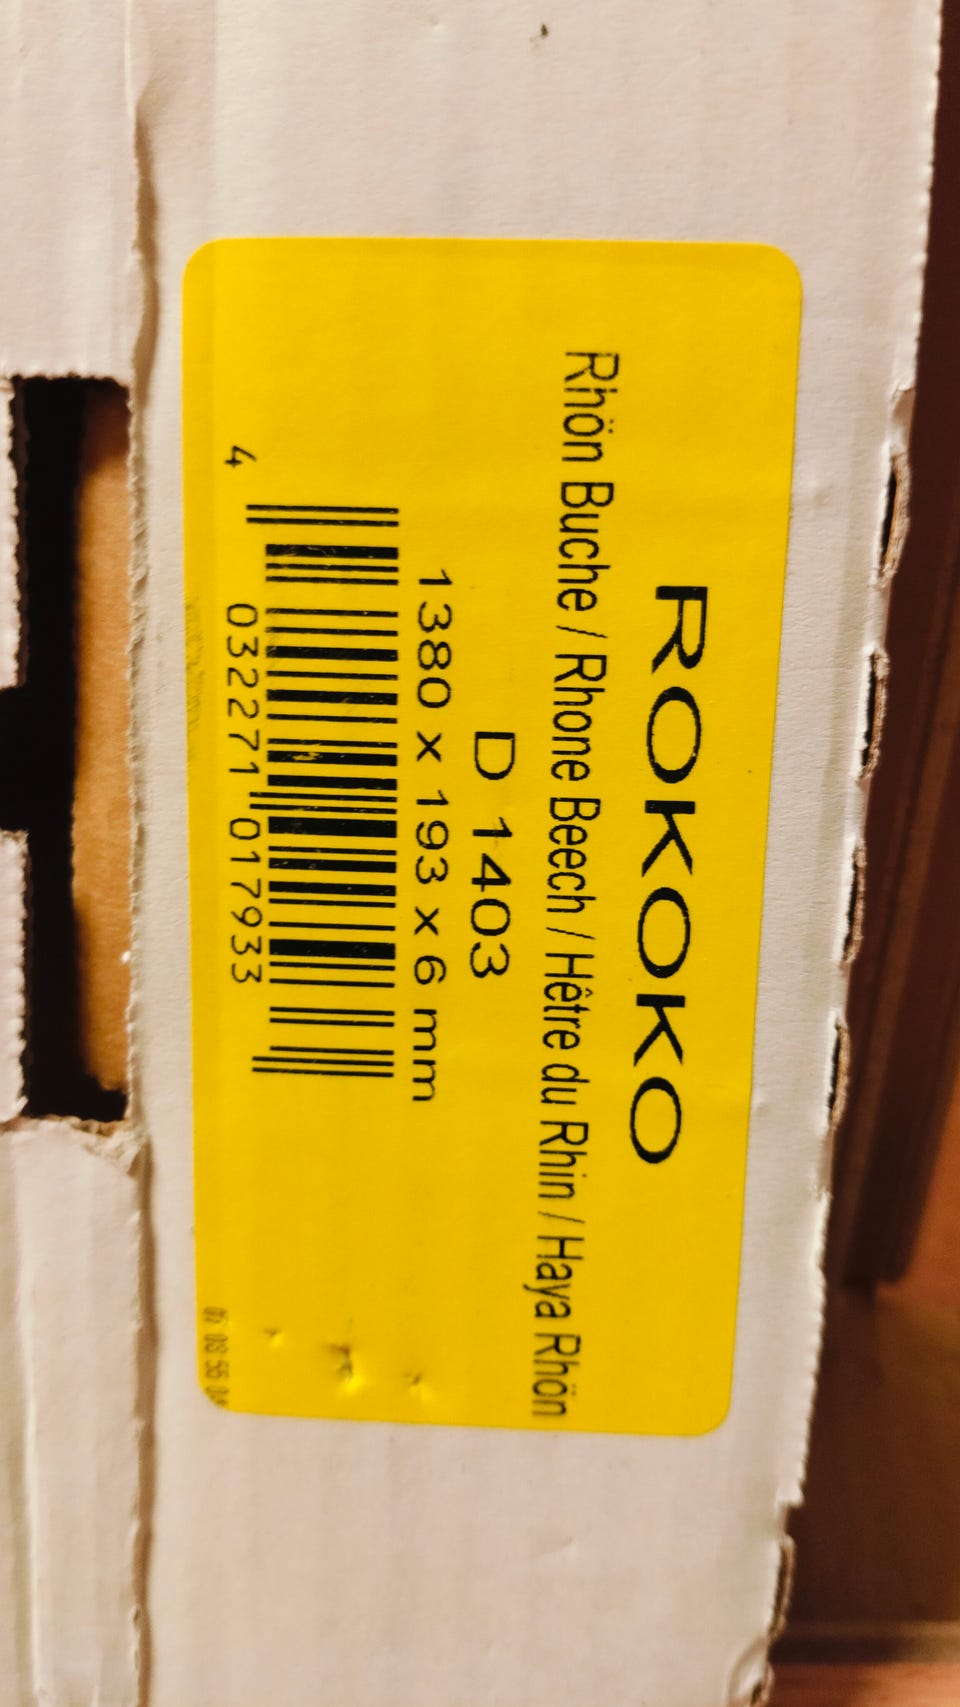 ROKOKO
Rhön Buche / Rhone Beech / Hêtre du Rhin / Haya Rhön
D 1403
1380 x 193 x 6 mm
4 032271 017933